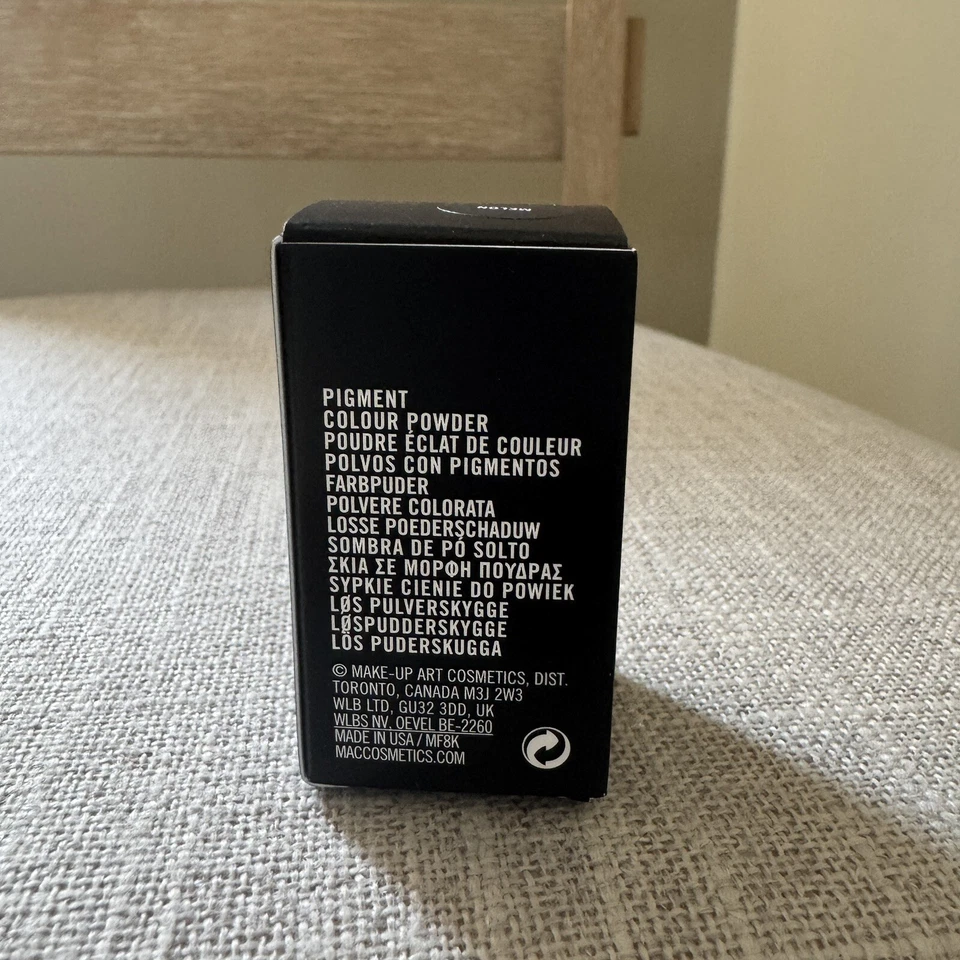 MELON
PIGMENT
COLOUR POWDER
POUDRE ÉCLAT DE COULEUR
POLVOS CON PIGMENTOS
FARBPUDER
POLVERE COLORATA
LOSSE POEDERSCHADUW
SOMBRA DE PÓ SOLTO
ΣΚΙΑ ΣΕ ΜΟΡΦΗ ΠΟΥΔΡΑΣ
SYPKIE CIENIE DO POWIEK
LØS PULVERSKYGGE
LØSPUDDERSKYGGE
LÖS PUDERSKUGGA
© MAKE-UP ART COSMETICS, DIST.
TORONTO, CANADA M3J 2W3
WLB LTD, GU32 3DD, UK
WLBS NV, OEVEL BE-2260
MADE IN USA / MF8K
MACCOSMETICS.COM